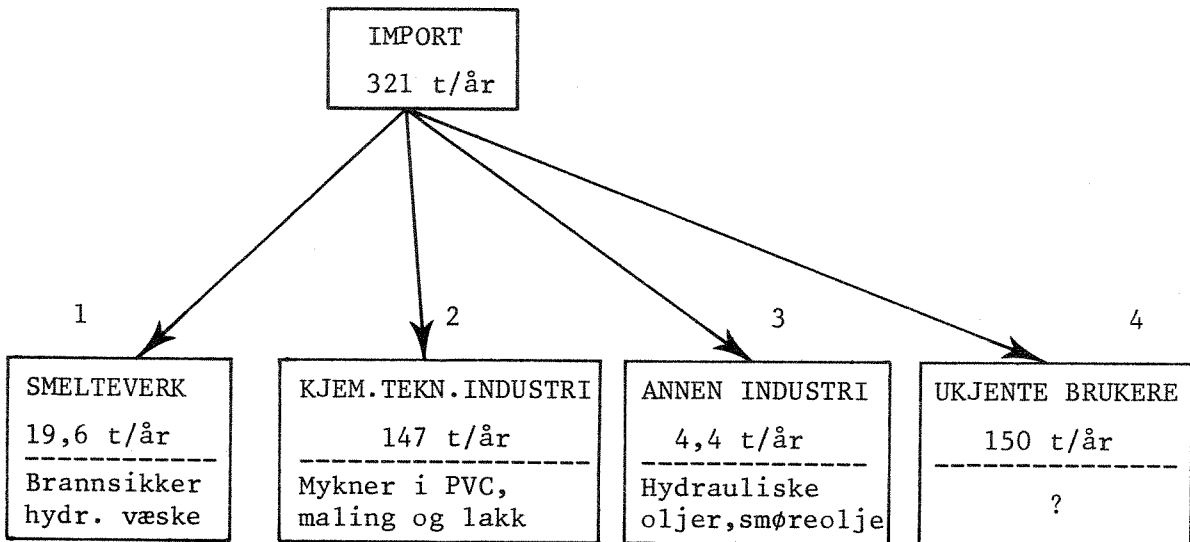 IMPORT
321 t/år
1
2
3
4
SMELTEVERK
19,6 t/år
Brannsikker
hydr. væske
KJEM.TEKN.INDUSTRI
147 t/år
Mykner i PVC,
maling og lakk
ANNEN INDUSTRI
4,4 t/år
Hydrauliske
oljer,smøreolje
UKJENTE BRUKERE
150 t/år
?